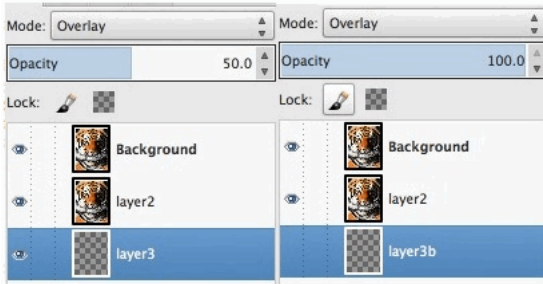 Mode: Overlay
Opacity 50.0
Lock:
Background
layer2
layer3
Mode: Overlay
Opacity 100.0
Lock:
Background
layer2
layer3b